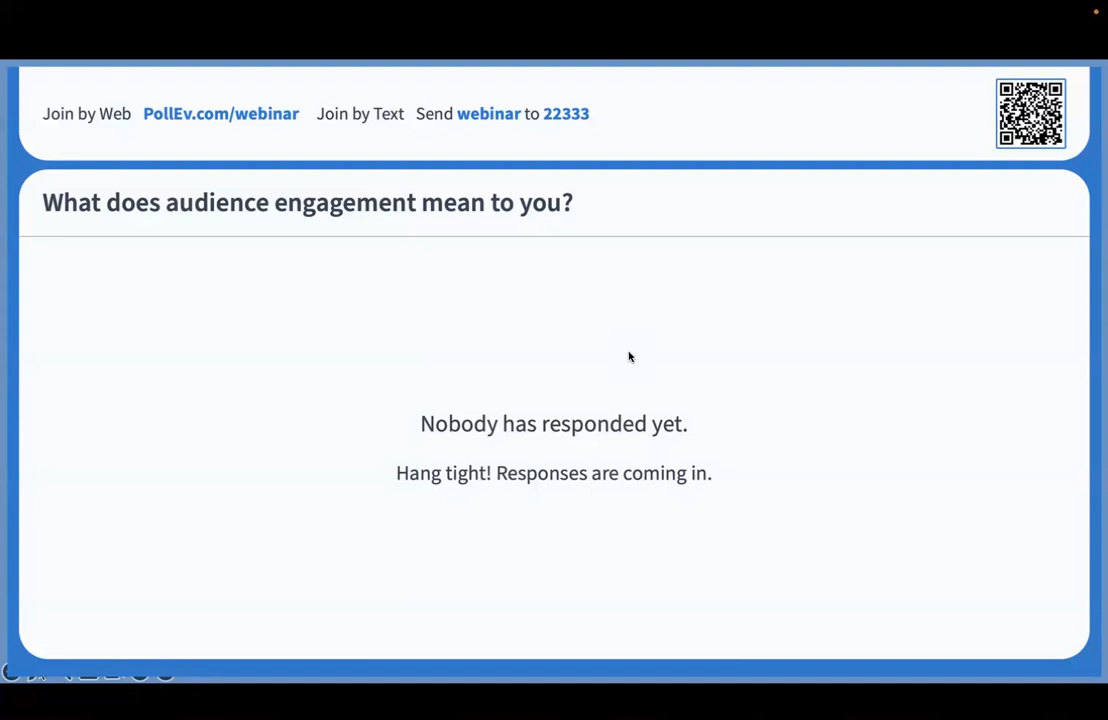 Join by Web PollEv.com/webinar Join by Text Send webinar to 22333
What does audience engagement mean to you?
Nobody has responded yet.
Hang tight! Responses are coming in.